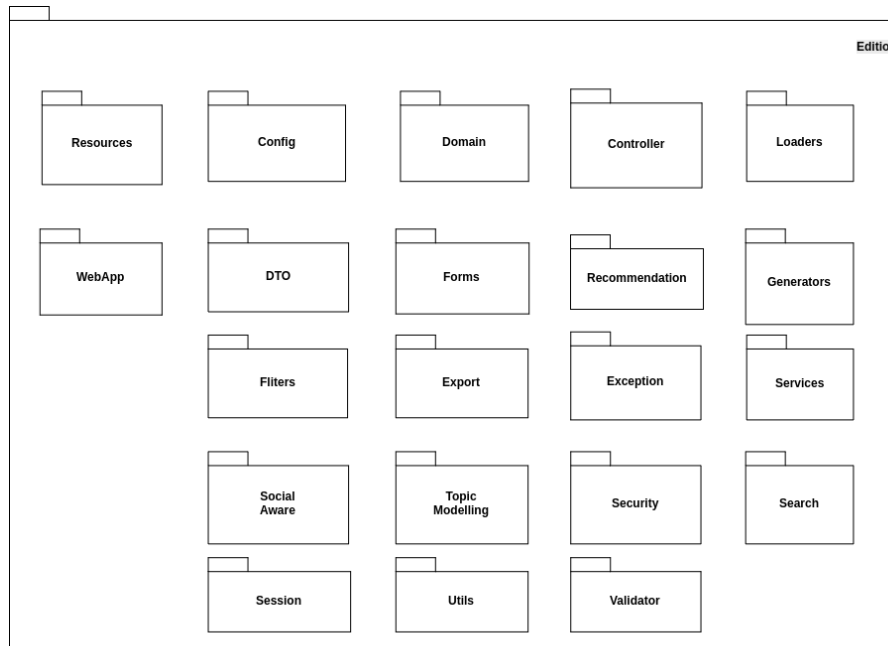 Editio
Resources
Config
Domain
Controller
Loaders
WebApp
DTO
Forms
Recommendation
Generators
Fliters
Export
Exception
Services
Social
Aware
Topic
Modelling
Security
Search
Session
Utils
Validator